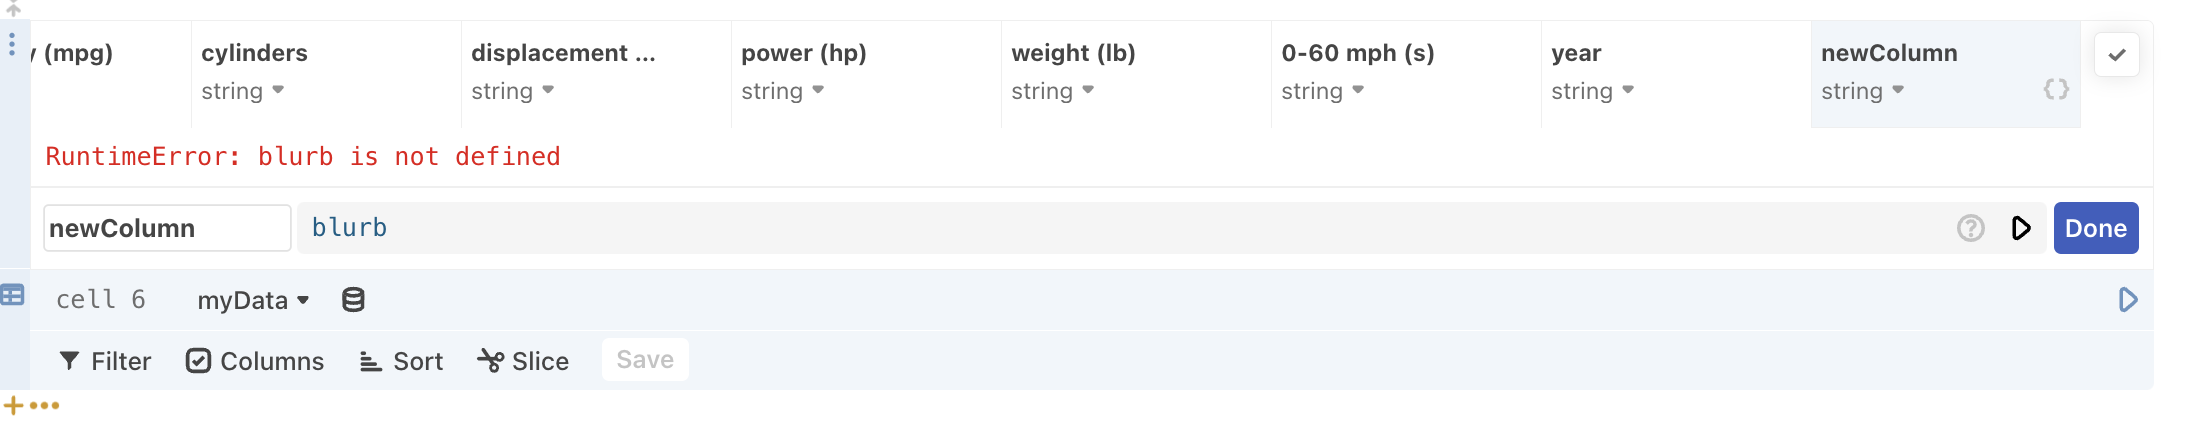 y (mpg) cylinders displacement ... power (hp) weight (lb) 0-60 mph (s) year newColumn
string string string string string string string
RuntimeError: blurb is not defined
newColumn blurb Done
cell 6 myData
Filter Columns Sort Slice Save